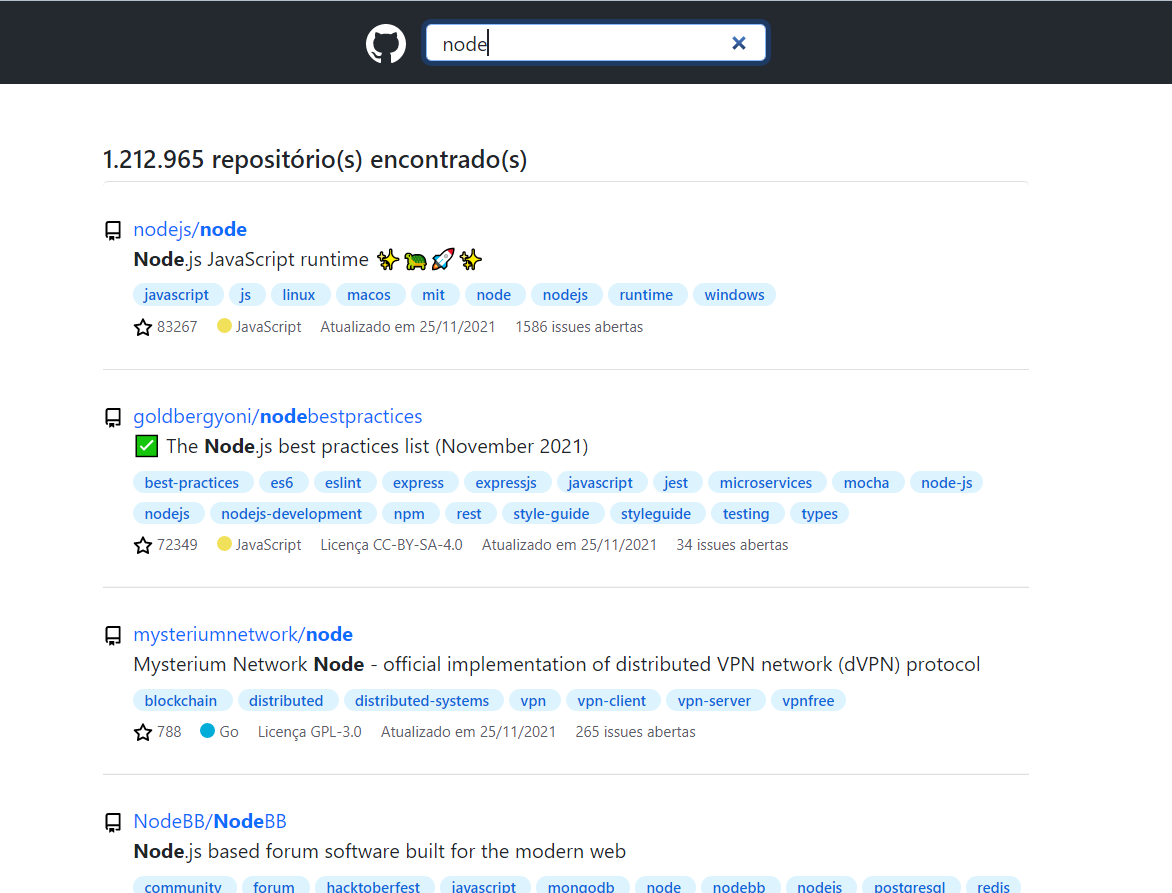 node
1.212.965 repositório(s) encontrado(s)
nodejs/node
Node.js JavaScript runtime ✨🐢🚀✨
javascript js linux macos mit node nodejs runtime windows
83267 JavaScript Atualizado em 25/11/2021 1586 issues abertas
goldbergyoni/nodebestpractices
✅ The Node.js best practices list (November 2021)
best-practices es6 eslint express expressjs javascript jest microservices mocha node-js
nodejs nodejs-development npm rest style-guide styleguide testing types
72349 JavaScript Licença CC-BY-SA-4.0 Atualizado em 25/11/2021 34 issues abertas
mysteriumnetwork/node
Mysterium Network Node - official implementation of distributed VPN network (dVPN) protocol
blockchain distributed distributed-systems vpn vpn-client vpn-server vpnfree
788 Go Licença GPL-3.0 Atualizado em 25/11/2021 265 issues abertas
NodeBB/NodeBB
Node.js based forum software built for the modern web
community forum hacktoberfest javascript mongodb node nodebb nodejs postgresql redis